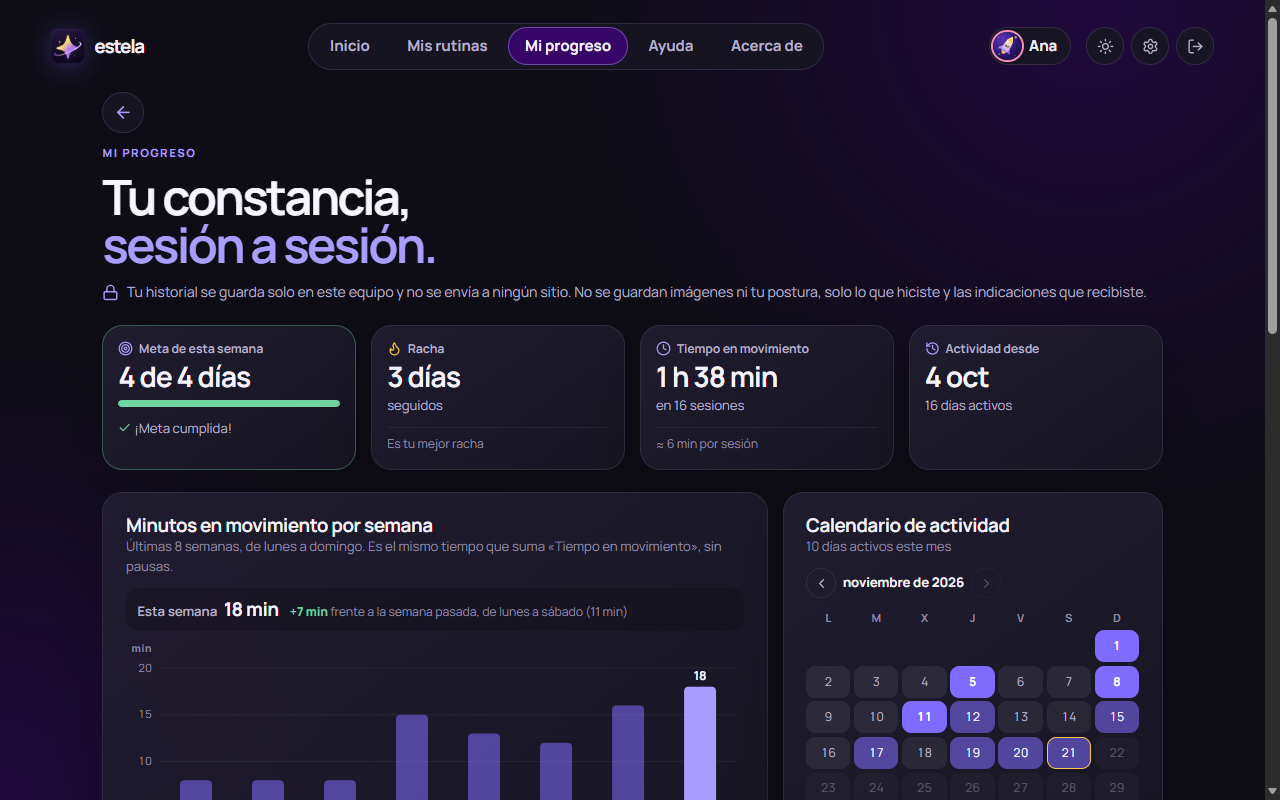 estela
Inicio
Mis rutinas
Mi progreso
Ayuda
Acerca de
Ana
MI PROGRESO
Tu constancia,
sesión a sesión.
Tu historial se guarda solo en este equipo y no se envía a ningún sitio. No se guardan imágenes ni tu postura, solo lo que hiciste y las indicaciones que recibiste.
Meta de esta semana
4 de 4 días
¡Meta cumplida!
Racha
3 días
seguidos
Es tu mejor racha
Tiempo en movimiento
1 h 38 min
en 16 sesiones
≈ 6 min por sesión
Actividad desde
4 oct
16 días activos
Minutos en movimiento por semana
Últimas 8 semanas, de lunes a domingo. Es el mismo tiempo que suma «Tiempo en movimiento», sin
pausas.
Esta semana 18 min +7 min frente a la semana pasada, de lunes a sábado (11 min)
min
20
15
10
18
Calendario de actividad
10 días activos este mes
noviembre de 2026
L M X J V S D
1
2 3 4 5 6 7 8
9 10 11 12 13 14 15
16 17 18 19 20 21 22
23 24 25 26 27 28 29